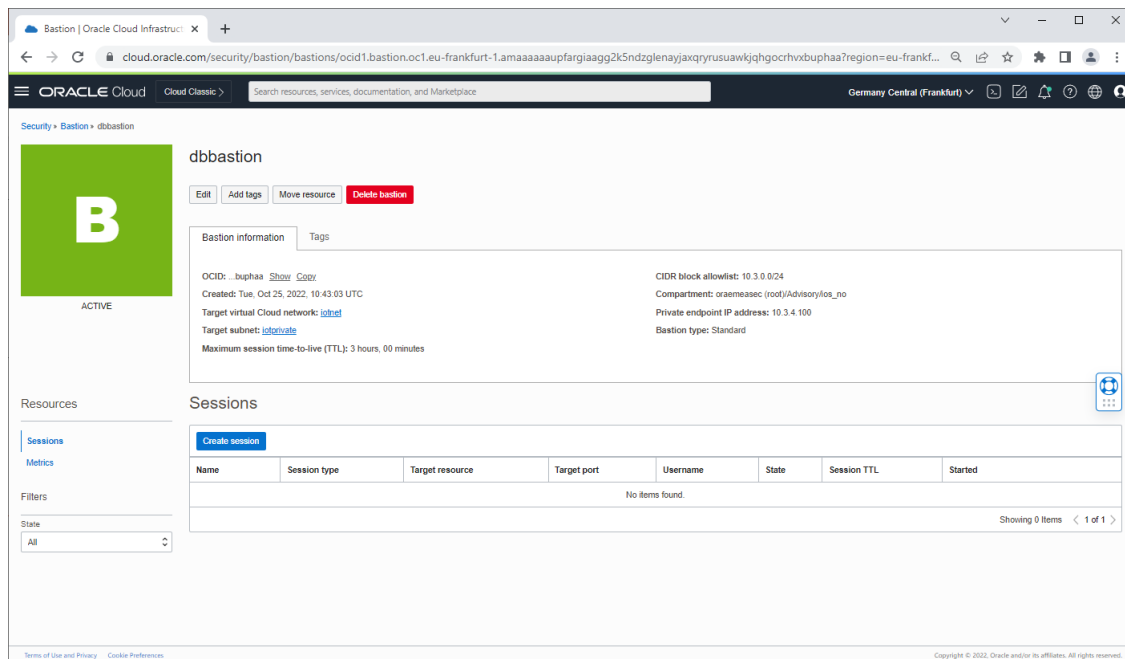 Bastion | Oracle Cloud Infrastruct
cloud.oracle.com/security/bastion/bastions/ocid1.bastion.oc1.eu-frankfurt-1.amaaaaaaupfargiaagg2k5ndzglenayjaxqryrusuawkjqhgocrhvxbuphaa?region=eu-frankf...
ORACLE Cloud
Cloud Classic >
Search resources, services, documentation, and Marketplace
Germany Central (Frankfurt)
Security » Bastion » dbbastion
B
ACTIVE
dbbastion
Edit
Add tags
Move resource
Delete bastion
Bastion information
Tags
OCID: ...buphaa Show Copy
Created: Tue, Oct 25, 2022, 10:43:03 UTC
Target virtual Cloud network: iotnet
Target subnet: iotprivate
Maximum session time-to-live (TTL): 3 hours, 00 minutes
CIDR block allowlist: 10.3.0.0/24
Compartment: oraemeasec (root)/Advisory/ios_no
Private endpoint IP address: 10.3.4.100
Bastion type: Standard
Resources
Sessions
Metrics
Filters
State
All
Sessions
Create session
Name Session type Target resource Target port Username State Session TTL Started
No items found.
Showing 0 Items < 1 of 1 >
Terms of Use and Privacy Cookie Preferences
Copyright © 2022, Oracle and/or its affiliates. All rights reserved.